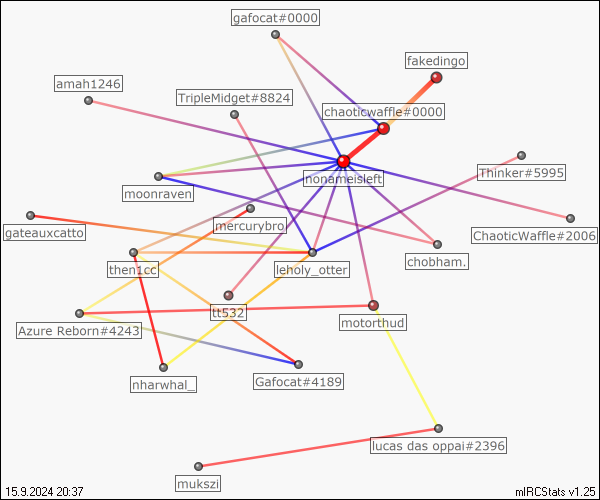 gafocat#0000
fakedingo
amah1246
TripleMidget#8824
chaoticwaffle#0000
Thinker#5995
nonameisleft
moonraven
mercurybro
gateauxcatto
ChaoticWaffle#2006
chobham.
then1cc
leholy_otter
tt532
Azure Reborn#4243
motorthud
nharwhal_
Gafocat#4189
lucas das oppai#2396
mukszi
15.9.2024 20:37
mIRCStats v1.25